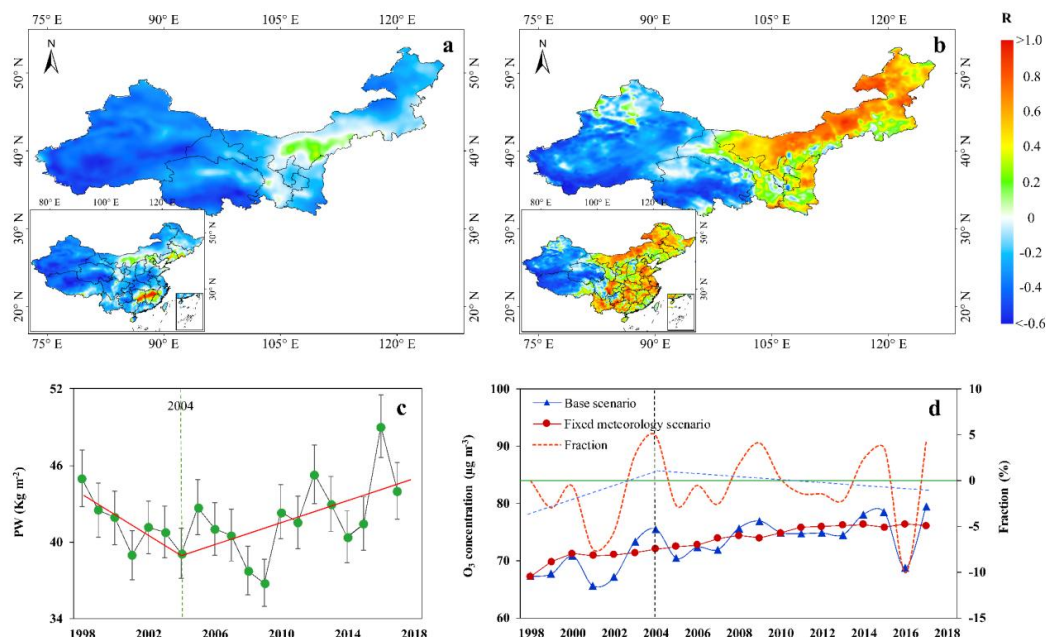 75° E 90° E 105° E 120° E 75° E 90° E 105° E 120° E R
N a N b >1.0
50° N 50° N 0.8
0.6
40° N 40° N 0.4
0.2
80° E 100° E 120° E 80° E 100° E 120° E
30° N 30° N 0
50° N 50° N -0.2
20° N 30° N 20° N 30° N -0.4
<-0.6
75° E 90° E 105° E 120° E 75° E 90° E 105° E 120° E
52 100 10
2004 c d
Base scenario
Fixed meteorology scenario
Fraction
46 90 5
80 0
PW (Kg m⁻²) O₃ concentration (μg m⁻³) Fraction (%)
40 70 -5
-10
34 60 -15
1998 2002 2006 2010 2014 2018 1998 2000 2002 2004 2006 2008 2010 2012 2014 2016 2018